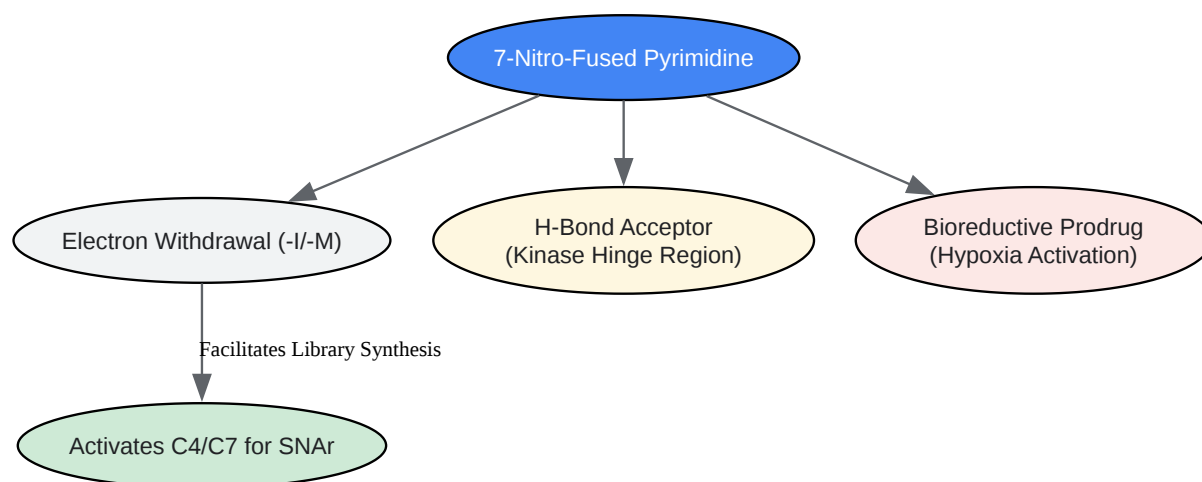 7-Nitro-Fused Pyrimidine
Electron Withdrawal (-I/-M)
H-Bond Acceptor
(Kinase Hinge Region)
Bioreductive Prodrug
(Hypoxia Activation)
Facilitates Library Synthesis
Activates C4/C7 for SNAr